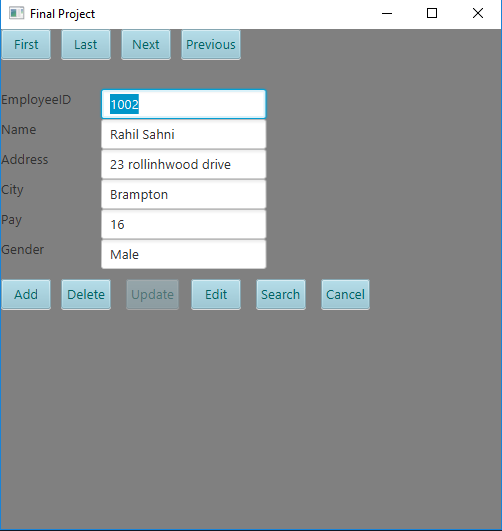 Final Project
First Last Next Previous
EmployeeID 1002
Name Rahil Sahni
Address 23 rollinhwood drive
City Brampton
Pay 16
Gender Male
Add Delete Update Edit Search Cancel